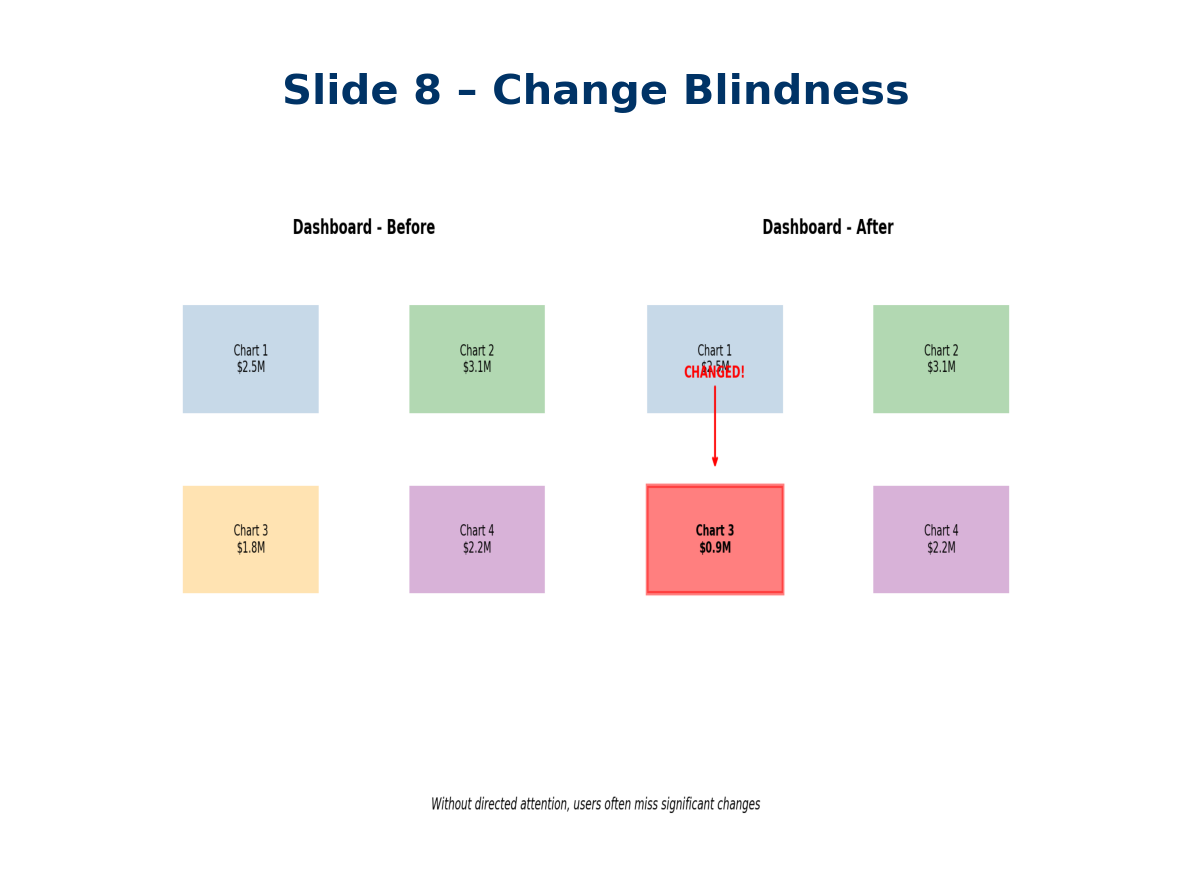 Slide 8 – Change Blindness
Dashboard - Before
Dashboard - After
Chart 1
$2.5M
Chart 2
$3.1M
Chart 1
$2.5M
CHANGED!
Chart 2
$3.1M
Chart 3
$1.8M
Chart 4
$2.2M
Chart 3
$0.9M
Chart 4
$2.2M
Without directed attention, users often miss significant changes